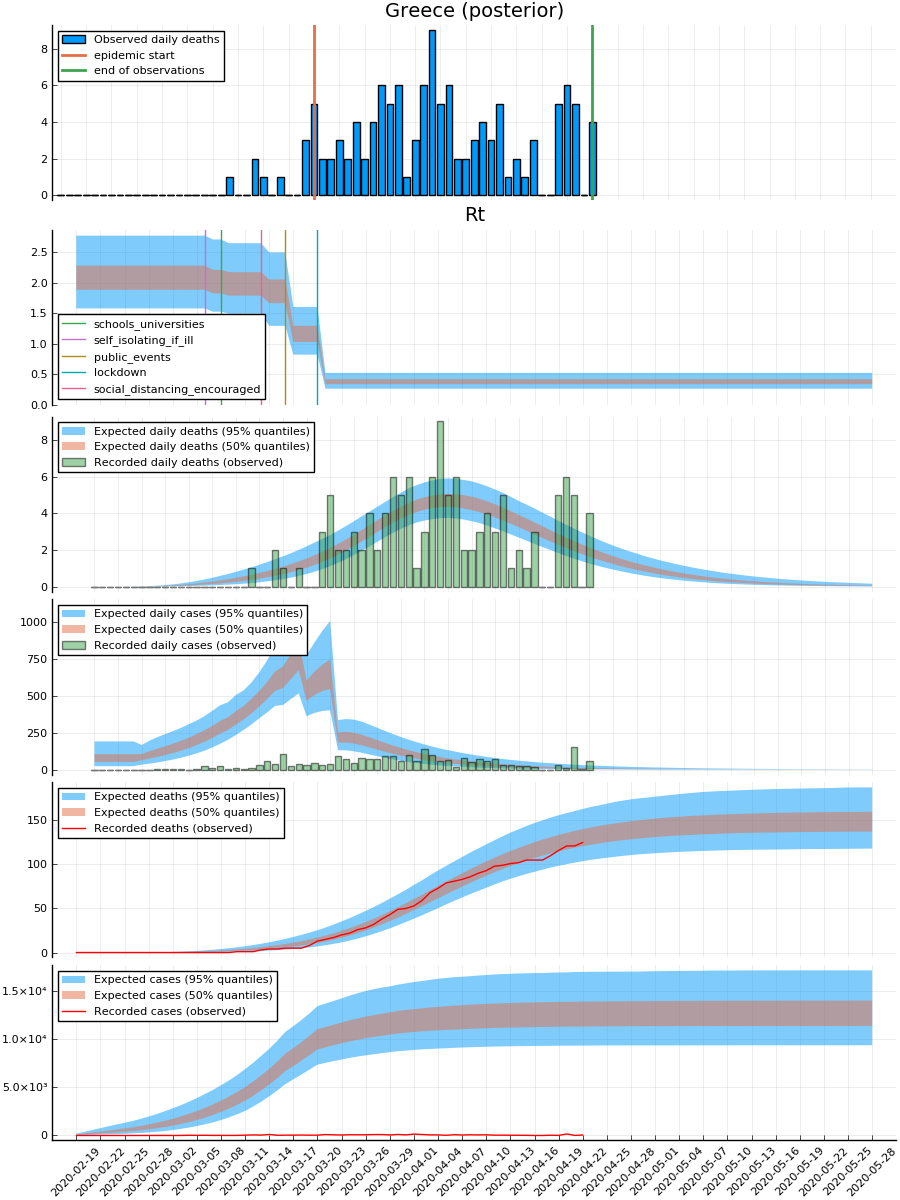 Greece (posterior)
8
6
4
2
0
Observed daily deaths
epidemic start
end of observations
Rt
2.5
2.0
1.5
1.0
0.5
0.0
schools_universities
self_isolating_if_ill
public_events
lockdown
social_distancing_encouraged
8
6
4
2
0
Expected daily deaths (95% quantiles)
Expected daily deaths (50% quantiles)
Recorded daily deaths (observed)
1000
750
500
250
0
Expected daily cases (95% quantiles)
Expected daily cases (50% quantiles)
Recorded daily cases (observed)
150
100
50
0
Expected deaths (95% quantiles)
Expected deaths (50% quantiles)
Recorded deaths (observed)
1.5×10⁴
1.0×10⁴
5.0×10³
0
Expected cases (95% quantiles)
Expected cases (50% quantiles)
Recorded cases (observed)
2020-02-19
2020-02-22
2020-02-25
2020-02-28
2020-03-02
2020-03-05
2020-03-08
2020-03-11
2020-03-14
2020-03-17
2020-03-20
2020-03-23
2020-03-26
2020-03-29
2020-04-01
2020-04-04
2020-04-07
2020-04-10
2020-04-13
2020-04-16
2020-04-19
2020-04-22
2020-04-25
2020-04-28
2020-05-01
2020-05-04
2020-05-07
2020-05-10
2020-05-13
2020-05-16
2020-05-19
2020-05-22
2020-05-25
2020-05-28